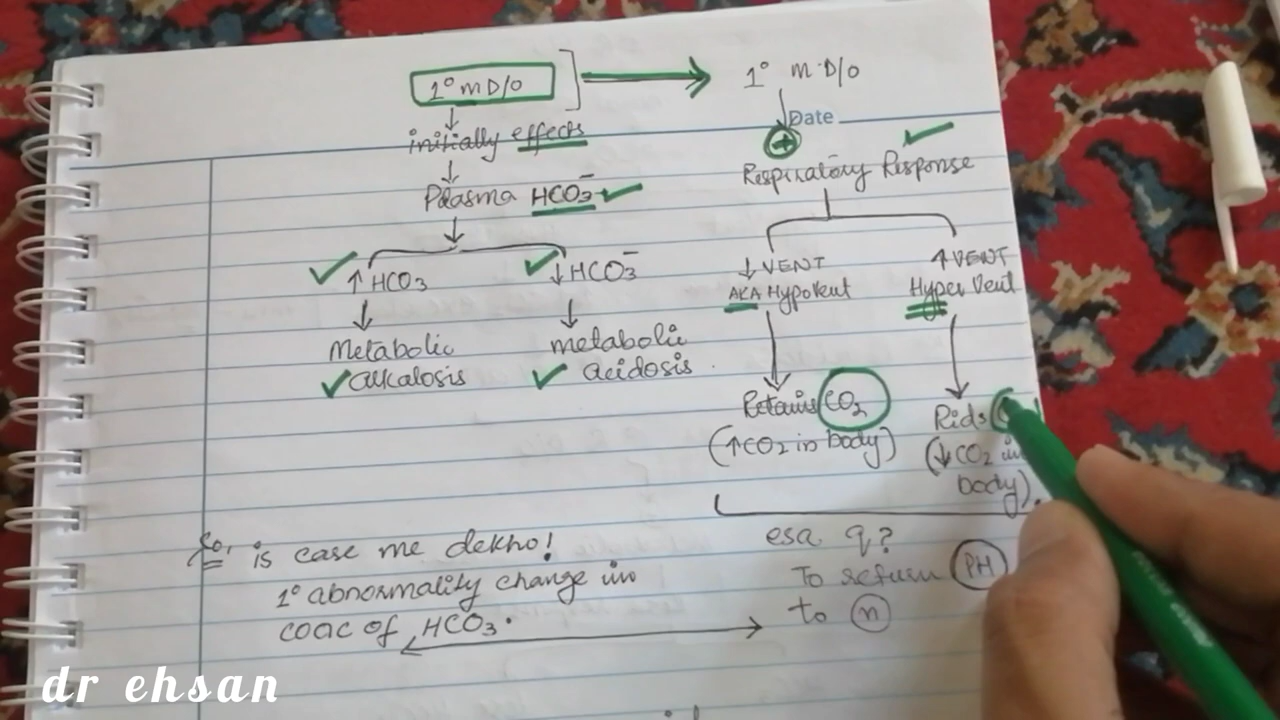 1° m D/O
1° m·D/O
Date
initially effects
+
Respiratory Response
Plasma HCO3⁻
↑ HCO3
↓ HCO3⁻
↓ VENT
AKA Hypovent
↑ VENT
Hyper Vent
Metabolic
alkalosis
metabolic
acidosis
Retains CO2
(↑CO2 in body)
Rids
(↓ CO2 in
body).
So, is case me dekho!
1° abnormality change in
conc of HCO3.
esa q?
To return PH
to n
dr ehsan